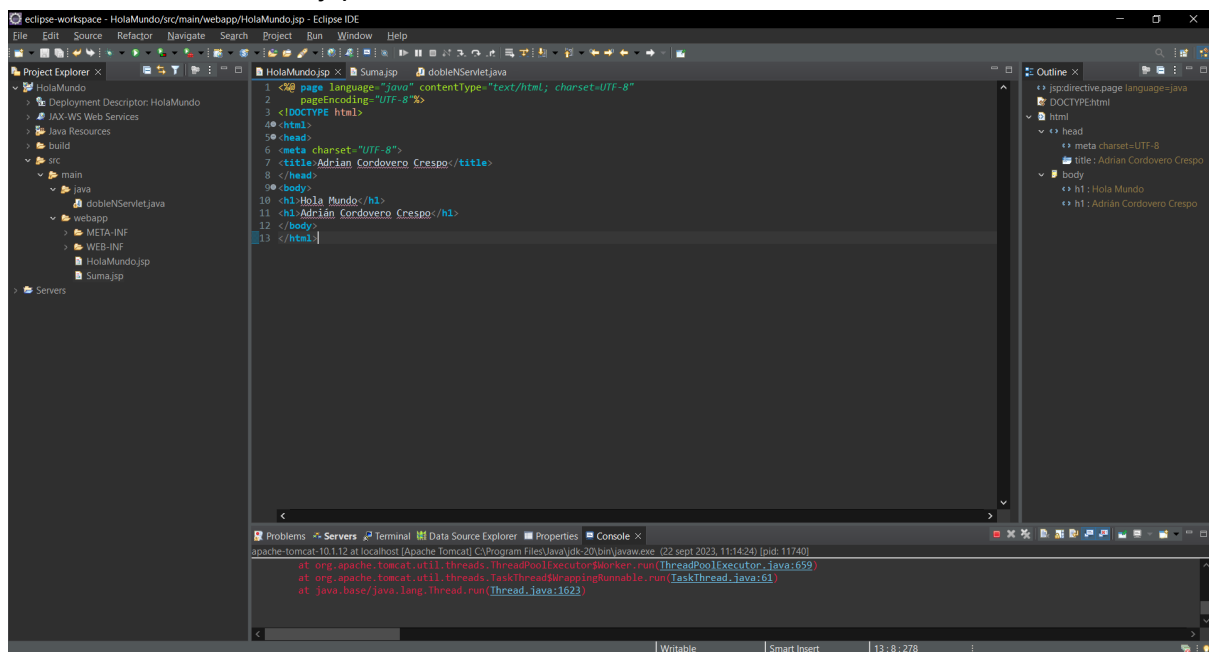 eclipse-workspace - HolaMundo/src/main/webapp/HolaMundo.jsp - Eclipse IDE
File Edit Source Refactor Navigate Search Project Run Window Help
Project Explorer
HolaMundo
Deployment Descriptor: HolaMundo
JAX-WS Web Services
Java Resources
build
src
main
java
dobleNServlet.java
webapp
META-INF
WEB-INF
HolaMundo.jsp
Suma.jsp
Servers
HolaMundo.jsp Suma.jsp dobleNServlet.java
1 <%@ page language="java" contentType="text/html; charset=UTF-8"
2 pageEncoding="UTF-8"%>
3 <!DOCTYPE html>
4 <html>
5 <head>
6 <meta charset="UTF-8">
7 <title>Adrian Cordovero Crespo</title>
8 </head>
9 <body>
10 <h1>Hola Mundo</h1>
11 <h1>Adrián Cordovero Crespo</h1>
12 </body>
13 </html>
Outline
jsp:directive.page language=java
DOCTYPE:html
html
head
meta charset=UTF-8
title : Adrian Cordovero Crespo
body
h1 : Hola Mundo
h1 : Adrián Cordovero Crespo
Problems Servers Terminal Data Source Explorer Properties Console
apache-tomcat-10.1.12 at localhost [Apache Tomcat] C:\Program Files\Java\jdk-20\bin\javaw.exe (22 sept 2023, 11:14:24) [pid: 11740]
at org.apache.tomcat.util.threads.ThreadPoolExecutor$Worker.run(ThreadPoolExecutor.java:659)
at org.apache.tomcat.util.threads.TaskThread$WrappingRunnable.run(TaskThread.java:61)
at java.base/java.lang.Thread.run(Thread.java:1623)
Writable Smart Insert 13 : 8 : 278